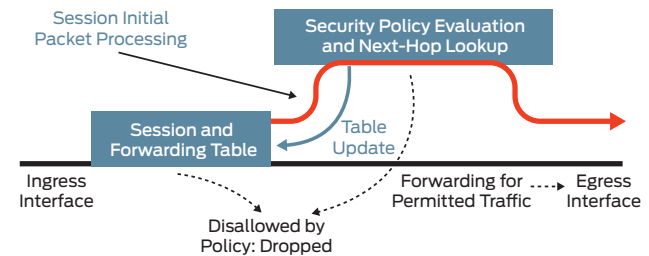 Session Initial
Packet Processing
Security Policy Evaluation
and Next-Hop Lookup
Session and
Forwarding Table
Table
Update
Ingress
Interface
Forwarding for
Permitted Traffic
Egress
Interface
Disallowed by
Policy: Dropped